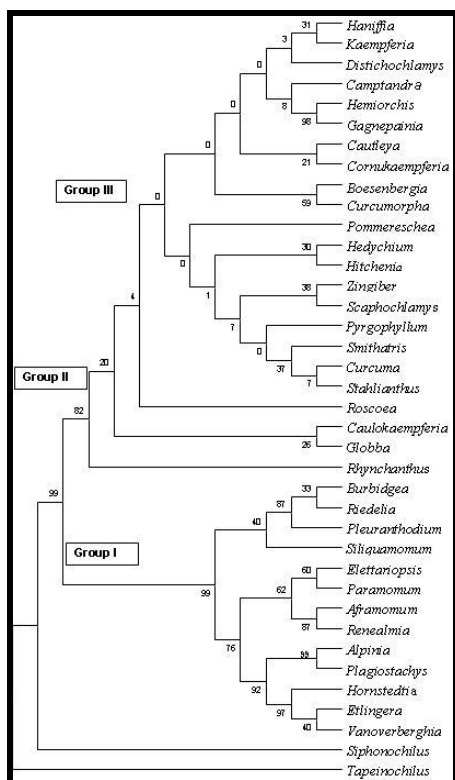 31
Haniffia
3
Kaempferia
0
Distichochlamys
Camptandra
8
Hemiorchis
0
98
Gagnepainia
Cautleya
21
Cornukaempferia
Group III
0
Boesenbergia
59
Curcumorpha
Pommereschea
0
30
Hedychium
Hitchenia
4
1
38
Zingiber
Scaphochlamys
7
Pyrgophyllum
0
Smithatris
20
37
Curcuma
Group II
7
Stahlianthus
82
Roscoea
Caulokaempferia
26
Globba
Rhynchanthus
99
33
Burbidgea
87
Riedelia
40
Pleuranthodium
Group I
Siliquamomum
99
60
Elettariopsis
62
Paramomum
Aframomum
87
Renealmia
76
99
Alpinia
Plagiostachys
92
Hornstedtia
97
Etlingera
40
Vanoverberghia
Siphonochilus
Tapeinochilus